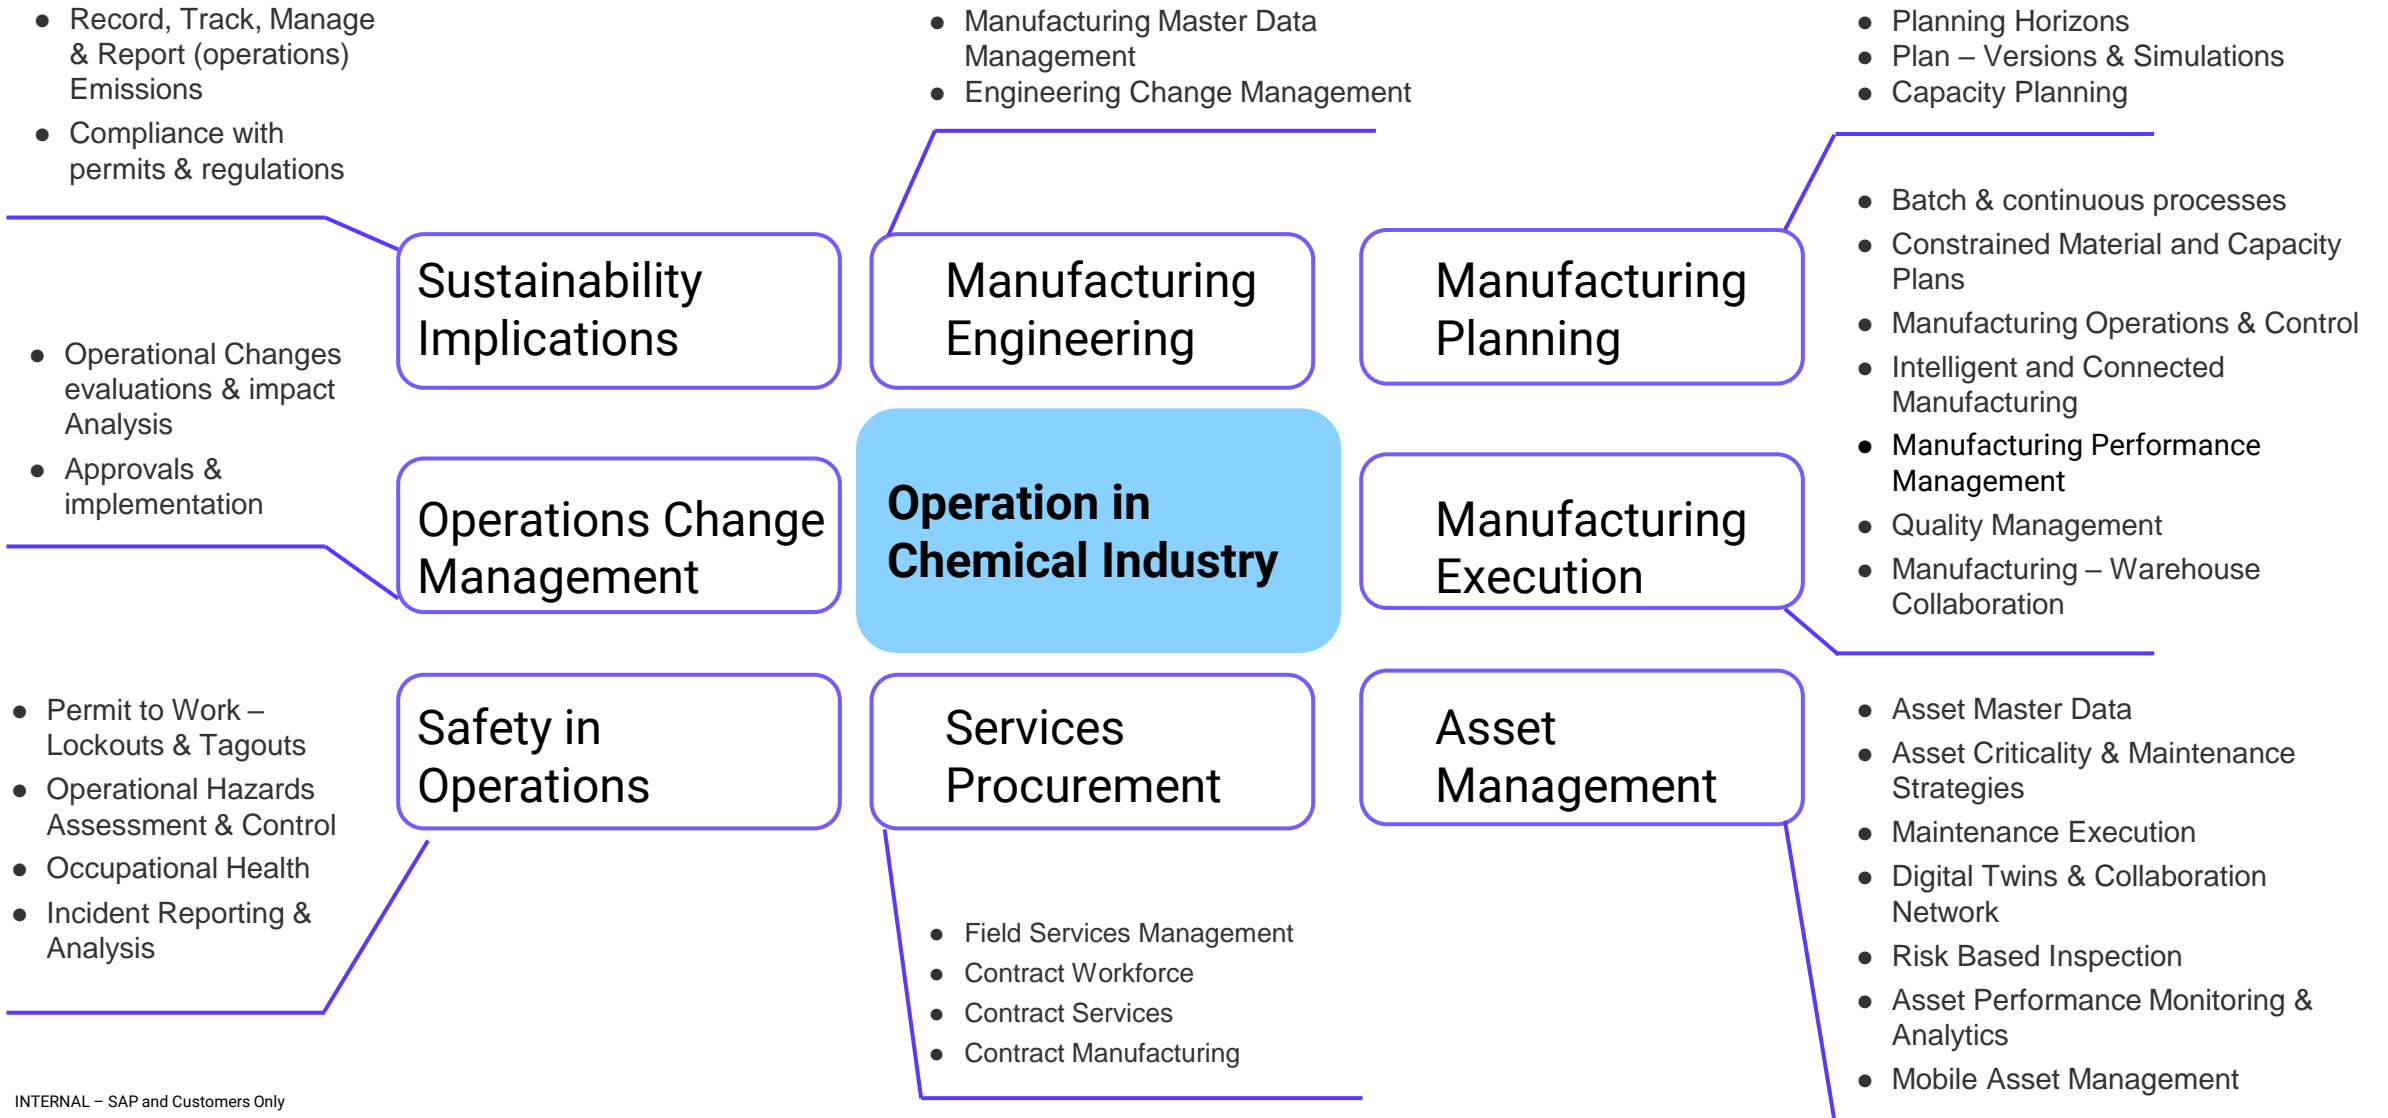 ● Record, Track, Manage
& Report (operations)
Emissions
● Compliance with
permits & regulations
● Manufacturing Master Data
Management
● Engineering Change Management
● Planning Horizons
● Plan – Versions & Simulations
● Capacity Planning
Sustainability
Implications
Manufacturing
Engineering
Manufacturing
Planning
● Batch & continuous processes
● Constrained Material and Capacity
Plans
● Manufacturing Operations & Control
● Intelligent and Connected
Manufacturing
● Manufacturing Performance
Management
● Quality Management
● Manufacturing – Warehouse
Collaboration
● Operational Changes
evaluations & impact
Analysis
● Approvals &
implementation
Operations Change
Management
Operation in
Chemical Industry
Manufacturing
Execution
● Permit to Work –
Lockouts & Tagouts
● Operational Hazards
Assessment & Control
● Occupational Health
● Incident Reporting &
Analysis
Safety in
Operations
Services
Procurement
Asset
Management
● Field Services Management
● Contract Workforce
● Contract Services
● Contract Manufacturing
● Asset Master Data
● Asset Criticality & Maintenance
Strategies
● Maintenance Execution
● Digital Twins & Collaboration
Network
● Risk Based Inspection
● Asset Performance Monitoring &
Analytics
● Mobile Asset Management
INTERNAL – SAP and Customers Only